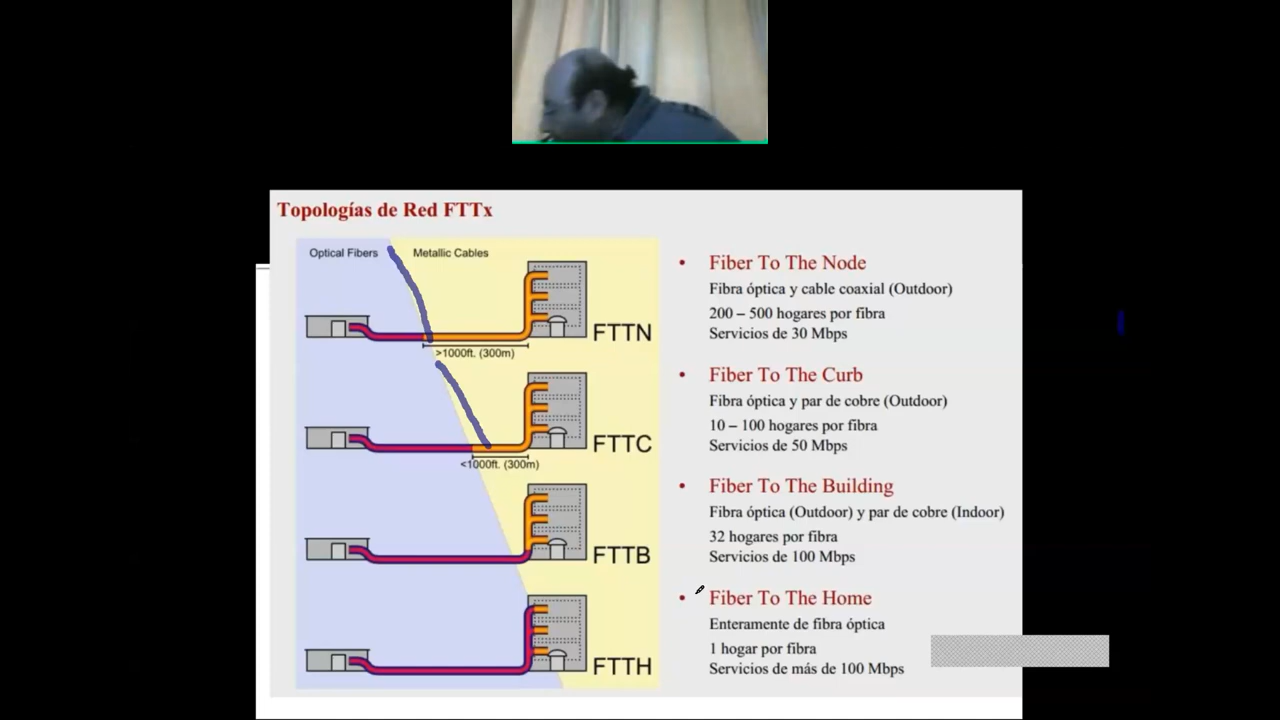 Topologías de Red FTTx
Optical Fibers
Metallic Cables
FTTN
>1000ft. (300m)
FTTC
<1000ft. (300m)
FTTB
FTTH
• Fiber To The Node
Fibra óptica y cable coaxial (Outdoor)
200 – 500 hogares por fibra
Servicios de 30 Mbps
• Fiber To The Curb
Fibra óptica y par de cobre (Outdoor)
10 – 100 hogares por fibra
Servicios de 50 Mbps
• Fiber To The Building
Fibra óptica (Outdoor) y par de cobre (Indoor)
32 hogares por fibra
Servicios de 100 Mbps
• Fiber To The Home
Enteramente de fibra óptica
1 hogar por fibra
Servicios de más de 100 Mbps